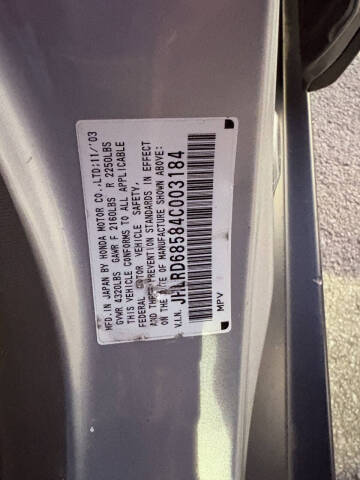 MFD. IN JAPAN BY HONDA MOTOR CO., LTD: 11/'03
GVWR 4320LBS GAWR F 2160LBS R 2250LBS
THIS VEHICLE CONFORMS TO ALL APPLICABLE
FEDERAL MOTOR VEHICLE SAFETY
AND THEFT PREVENTION STANDARDS IN EFFECT
ON THE DATE OF MANUFACTURE SHOWN ABOVE:
V.I.N. JHLRD68584C003184
MPV